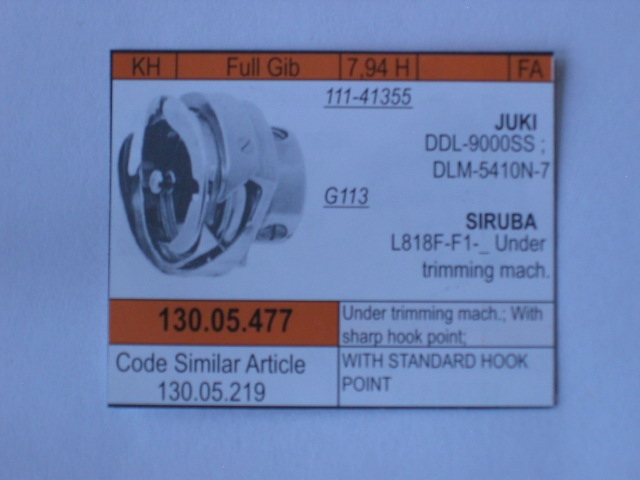 KH Full Gib 7,94 H FA
111-41355
JUKI
DDL-9000SS ;
DLM-5410N-7
G113
SIRUBA
L818F-F1-_ Under
trimming mach.
130.05.477
Under trimming mach.; With
sharp hook point;
Code Similar Article
130.05.219
WITH STANDARD HOOK
POINT